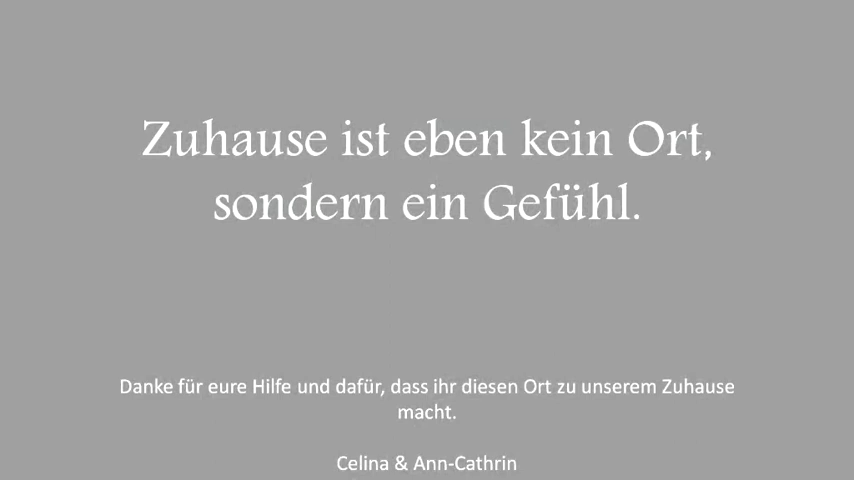 Zuhause ist eben kein Ort,
sondern ein Gefühl.
Danke für eure Hilfe und dafür, dass ihr diesen Ort zu unserem Zuhause
macht.
Celina & Ann-Cathrin